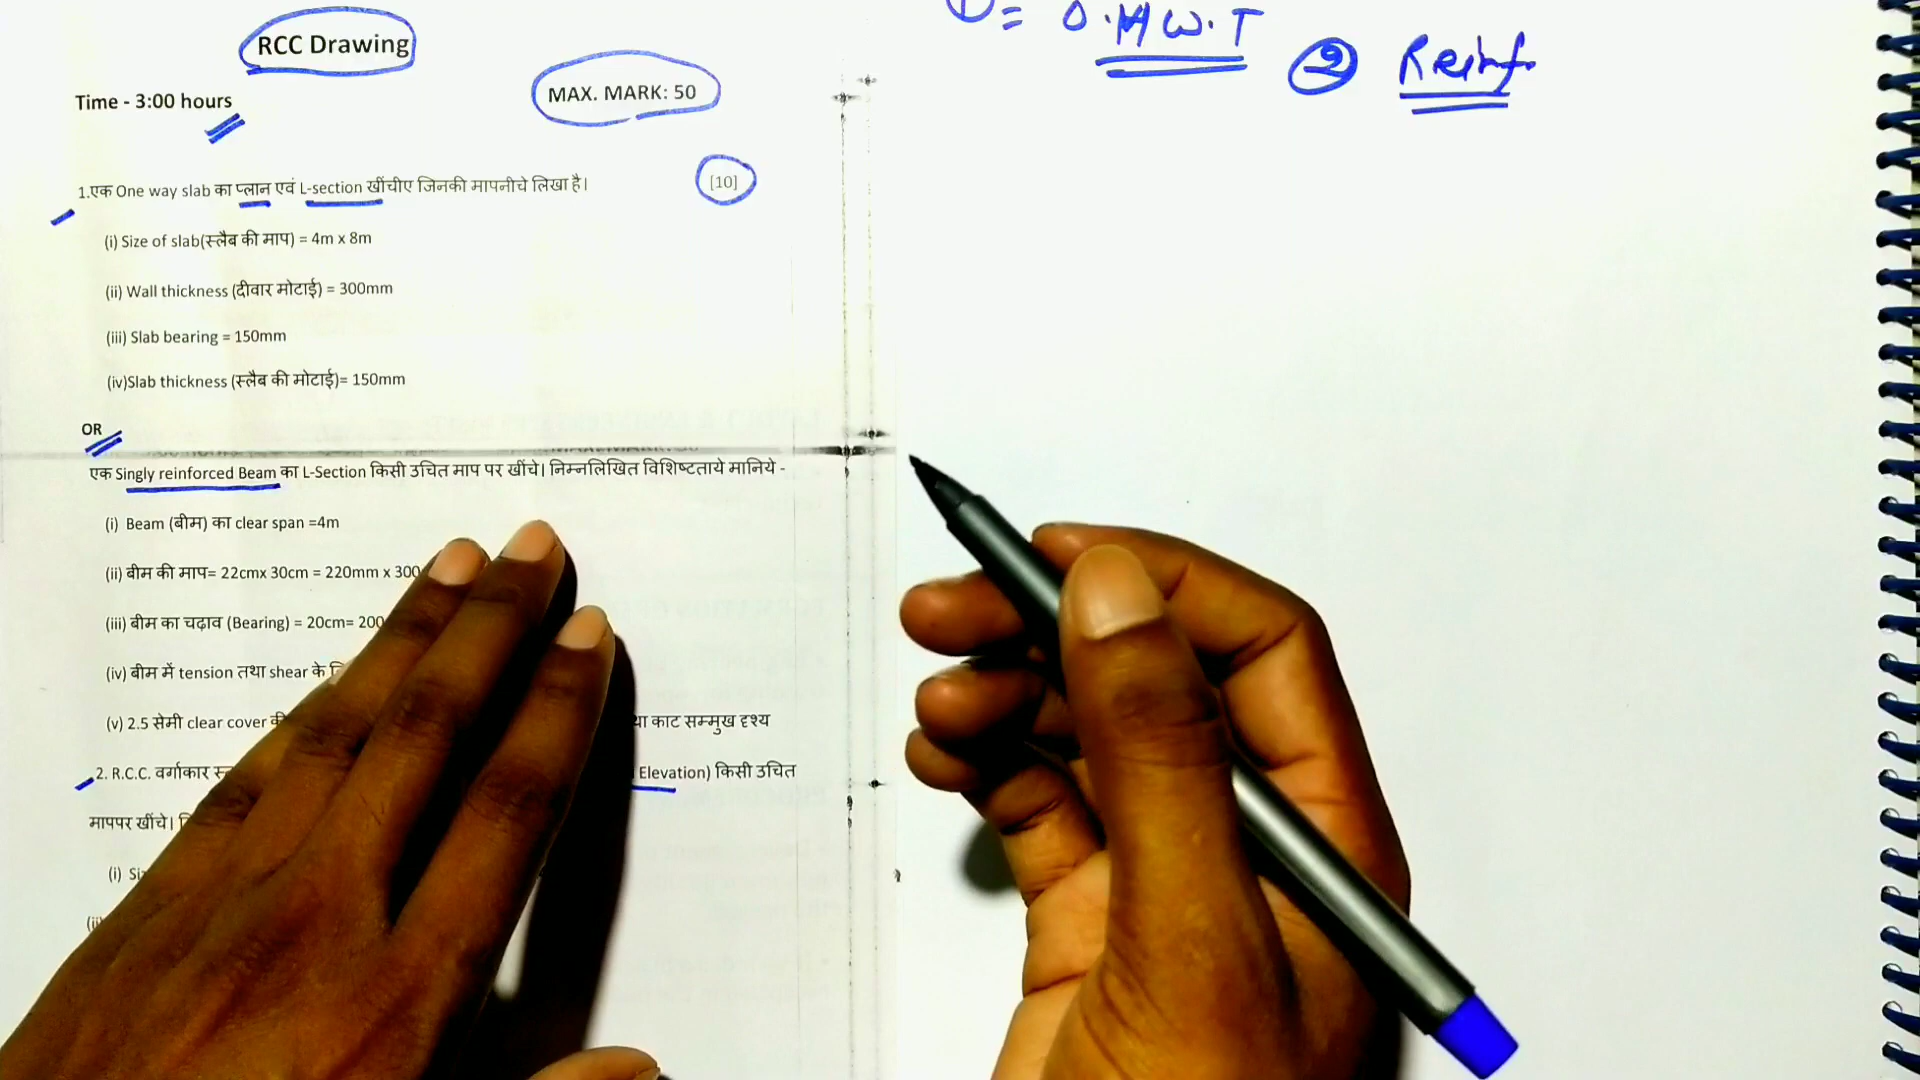 RCC Drawing
Time - 3:00 hours
MAX. MARK: 50
1.एक One way slab का प्लान एवं L-section खींचीए जिनकी मापनीचे लिखा है। [10]
(i) Size of slab(स्लैब की माप) = 4m x 8m
(ii) Wall thickness (दीवार मोटाई) = 300mm
(iii) Slab bearing = 150mm
(iv)Slab thickness (स्लैब की मोटाई)= 150mm
OR
एक Singly reinforced Beam का L-Section किसी उचित माप पर खींचे। निम्नलिखित विशिष्टताये मानिये -
(i) Beam (बीम) का clear span =4m
(ii) बीम की माप= 22cmx 30cm = 220mm x 300
(iii) बीम का चढ़ाव (Bearing) = 20cm= 200
(iv) बीम में tension तथा shear के
(v) 2.5 सेमी clear cover काट सम्मुख दृश्य
2. R.C.C. वर्गाकार Elevation) किसी उचित
मापपर खींचे।
(i)
① = O.H.W.T ② Reinf.